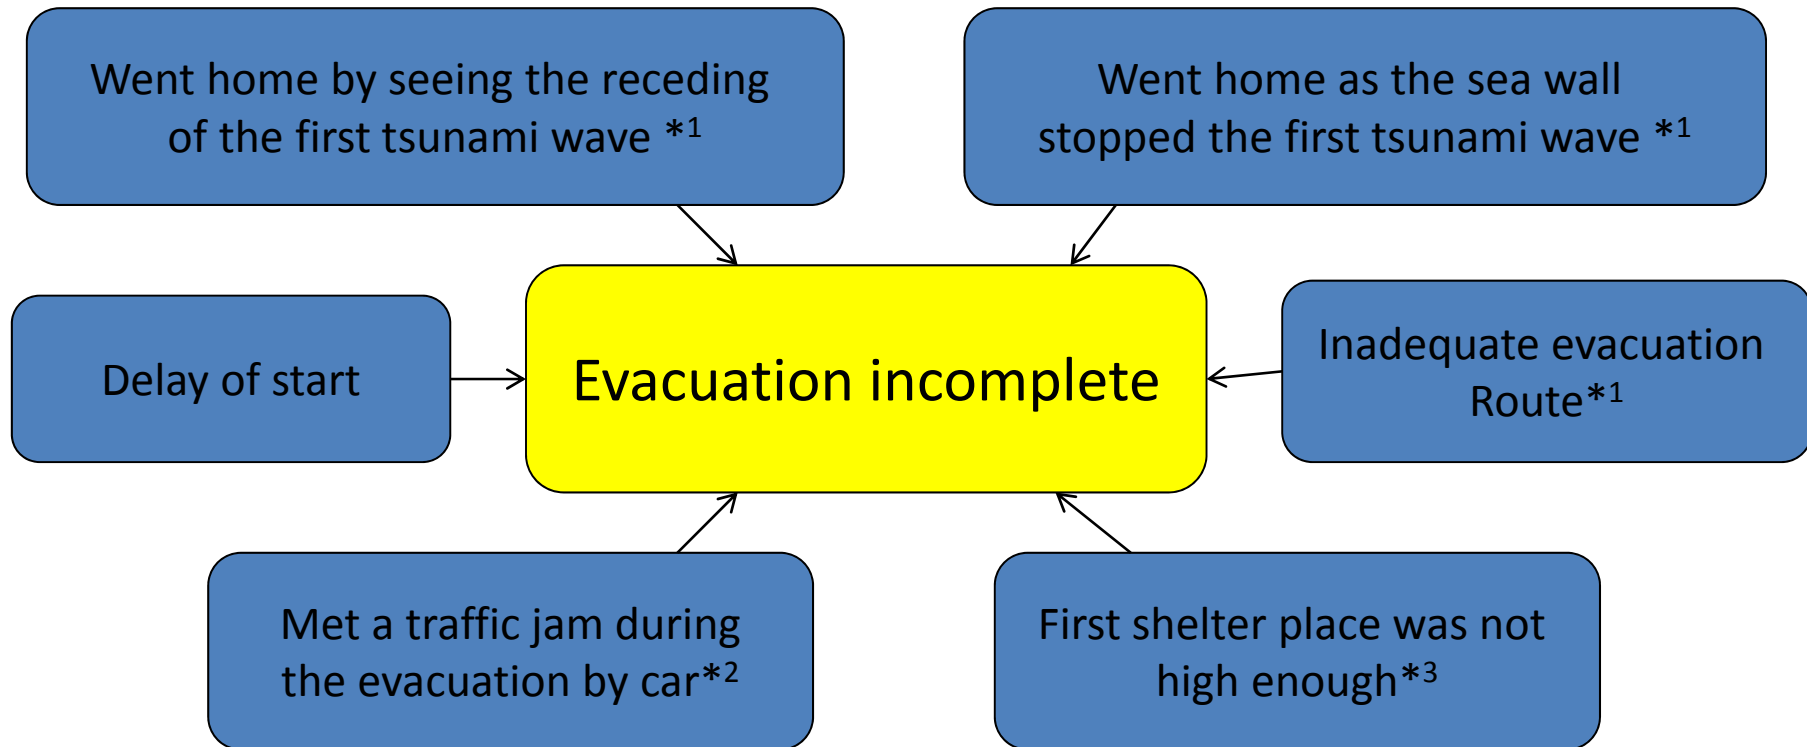 Went home by seeing the receding
of the first tsunami wave *1
Went home as the sea wall
stopped the first tsunami wave *1
Delay of start
Evacuation incomplete
Inadequate evacuation
Route*1
Met a traffic jam during
the evacuation by car*2
First shelter place was not
high enough*3